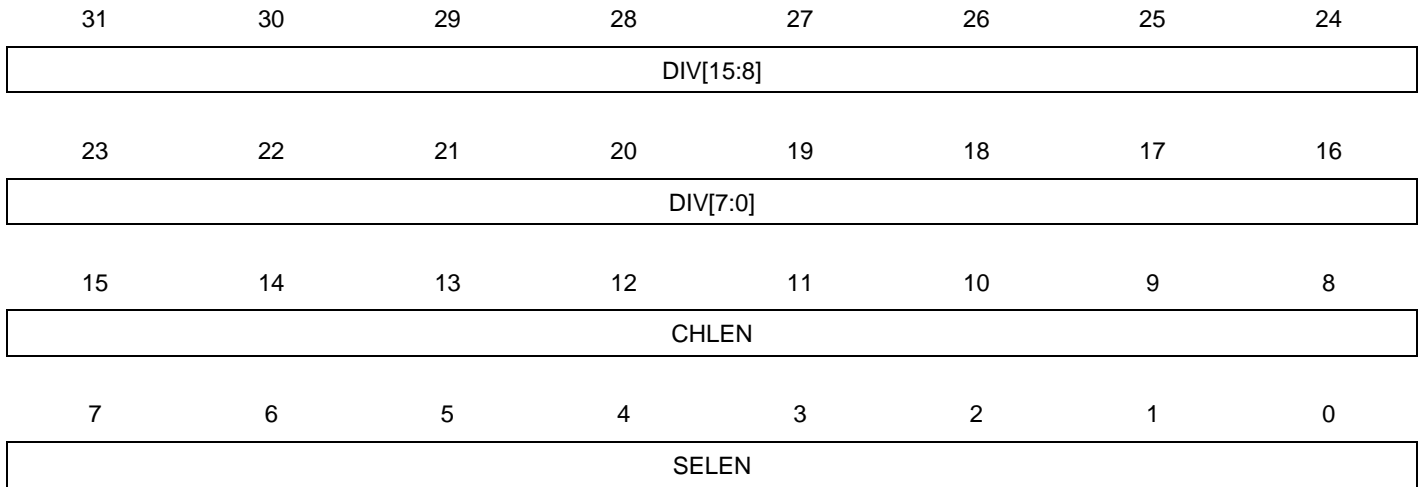 31 30 29 28 27 26 25 24
DIV[15:8]
23 22 21 20 19 18 17 16
DIV[7:0]
15 14 13 12 11 10 9 8
CHLEN
7 6 5 4 3 2 1 0
SELEN